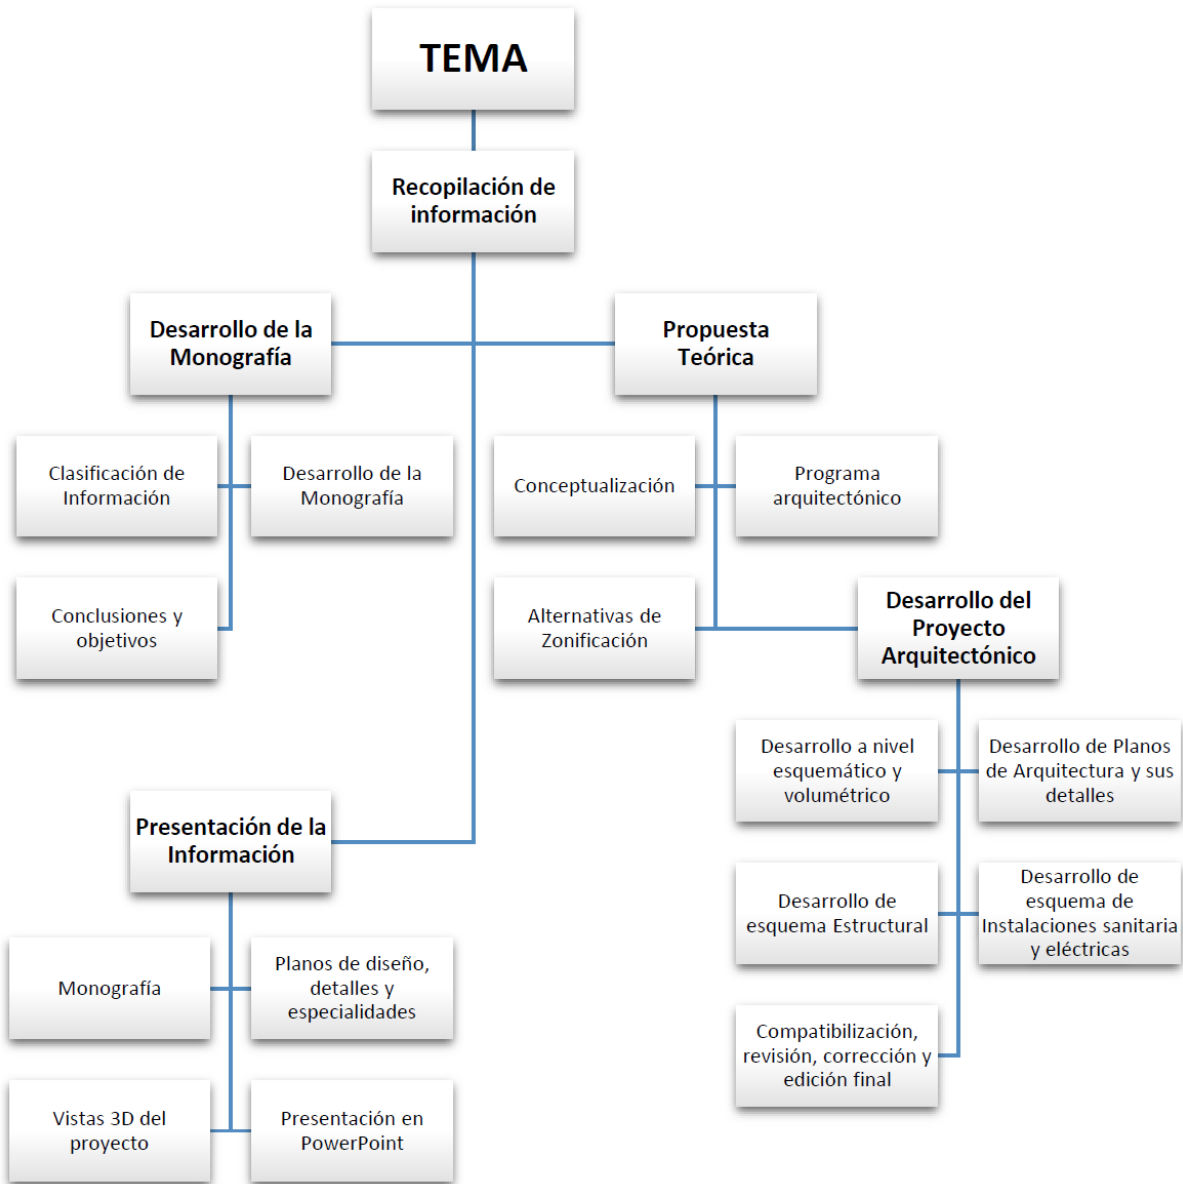 TEMA
Recopilación de
información
Desarrollo de la
Monografía
Propuesta
Teórica
Clasificación de
Información
Desarrollo de la
Monografía
Conceptualización
Programa
arquitectónico
Conclusiones y
objetivos
Alternativas de
Zonificación
Desarrollo del
Proyecto
Arquitectónico
Desarrollo a nivel
esquemático y
volumétrico
Desarrollo de Planos
de Arquitectura y sus
detalles
Desarrollo de
esquema Estructural
Desarrollo de
esquema de
Instalaciones sanitaria
y eléctricas
Compatibilización,
revisión, corrección y
edición final
Presentación de la
Información
Monografía
Planos de diseño,
detalles y
especialidades
Vistas 3D del
proyecto
Presentación en
PowerPoint